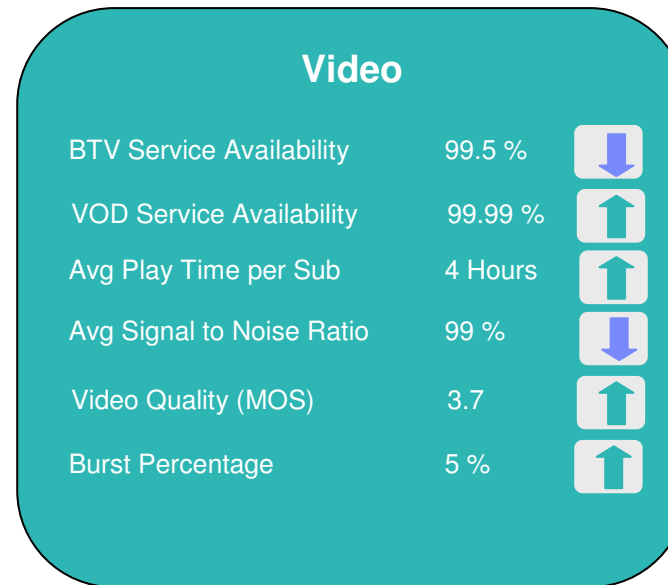 Video
BTV Service Availability 99.5 %
VOD Service Availability 99.99 %
Avg Play Time per Sub 4 Hours
Avg Signal to Noise Ratio 99 %
Video Quality (MOS) 3.7
Burst Percentage 5 %